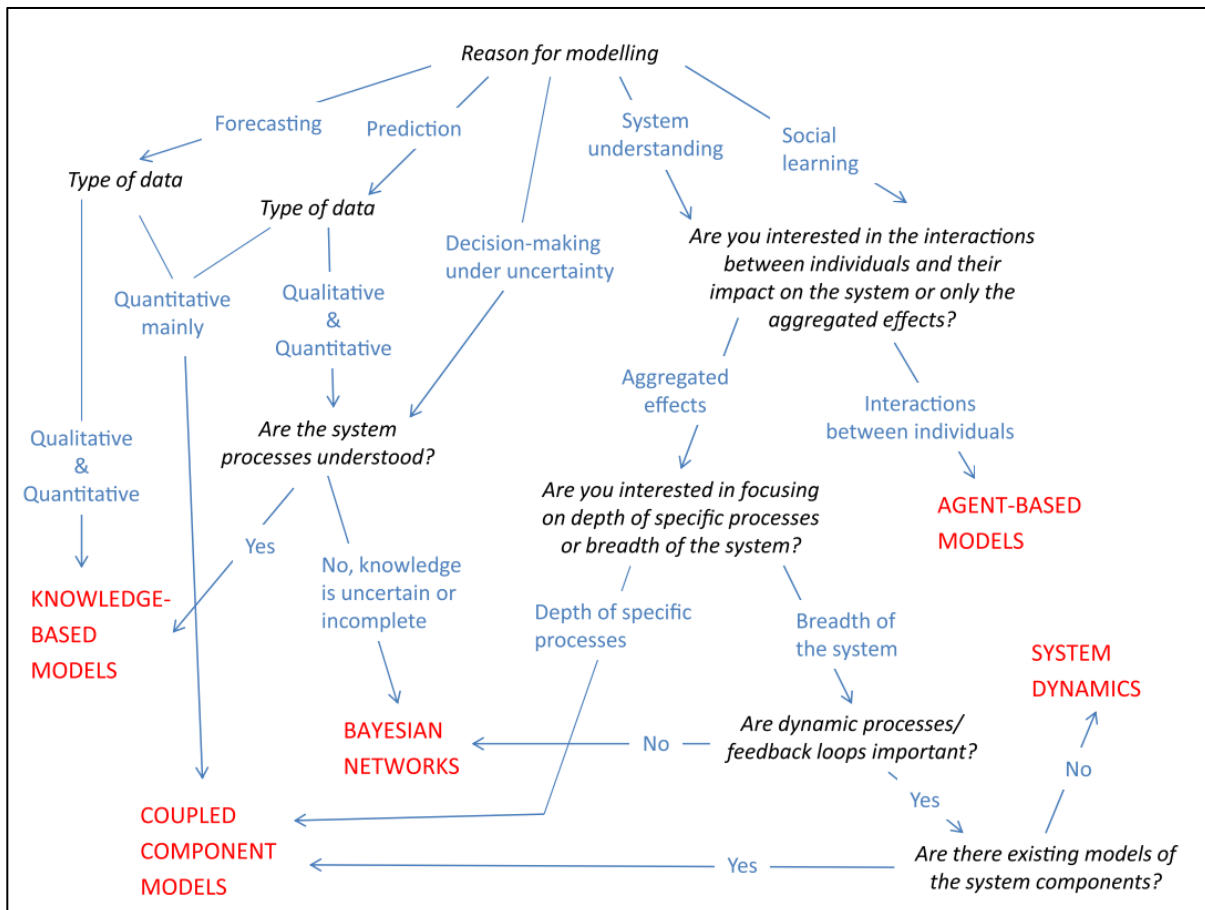 Reason for modelling
Forecasting
Prediction
System
understanding
Social
learning
Type of data
Type of data
Decision-making
under uncertainty
Are you interested in the interactions
between individuals and their
impact on the system or only the
aggregated effects?
Quantitative
mainly
Qualitative
&
Quantitative
Aggregated
effects
Interactions
between individuals
Qualitative
&
Quantitative
Are the system
processes understood?
Are you interested in focusing
on depth of specific processes
or breadth of the system?
AGENT-BASED
MODELS
Yes
No, knowledge
is uncertain or
incomplete
KNOWLEDGE-
BASED
MODELS
Depth of specific
processes
Breadth of
the system
SYSTEM
DYNAMICS
BAYESIAN
NETWORKS
No
Are dynamic processes/
feedback loops important?
No
Yes
COUPLED
COMPONENT
MODELS
Yes
Are there existing models of
the system components?